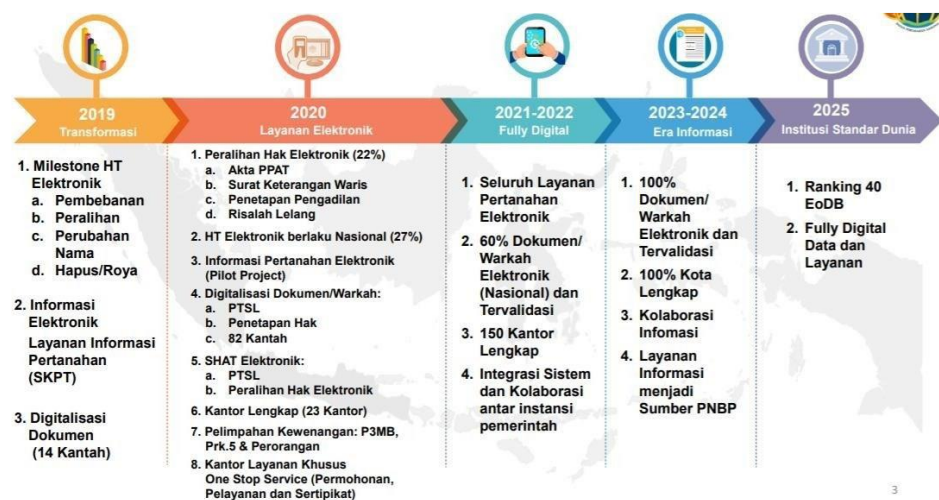 2019
Transformasi
1. Milestone HT
Elektronik
a. Pembebanan
b. Peralihan
c. Perubahan
Nama
d. Hapus/Roya
2. Informasi
Elektronik
Layanan Informasi
Pertanahan
(SKPT)
3. Digitalisasi
Dokumen
(14 Kantah)
2020
Layanan Elektronik
1. Peralihan Hak Elektronik (22%)
a. Akta PPAT
b. Surat Keterangan Waris
c. Penetapan Pengadilan
d. Risalah Lelang
2. HT Elektronik berlaku Nasional (27%)
3. Informasi Pertanahan Elektronik
(Pilot Project)
4. Digitalisasi Dokumen/Warkah:
a. PTSL
b. Penetapan Hak
c. 82 Kantah
5. SHAT Elektronik:
a. PTSL
b. Peralihan Hak Elektronik
6. Kantor Lengkap (23 Kantor)
7. Pelimpahan Kewenangan: P3MB,
Prk.5 & Perorangan
8. Kantor Layanan Khusus
One Stop Service (Permohonan,
Pelayanan dan Sertipikat)
2021-2022
Fully Digital
1. Seluruh Layanan
Pertanahan
Elektronik
2. 60% Dokumen/
Warkah
Elektronik
(Nasional) dan
Tervalidasi
3. 150 Kantor
Lengkap
4. Integrasi Sistem
dan Kolaborasi
antar instansi
pemerintah
2023-2024
Era Informasi
1. 100%
Dokumen/
Warkah
Elektronik dan
Tervalidasi
2. 100% Kota
Lengkap
3. Kolaborasi
Infomasi
4. Layanan
Informasi
menjadi
Sumber PNBP
2025
Institusi Standar Dunia
1. Ranking 40
EoDB
2. Fully Digital
Data dan
Layanan
3